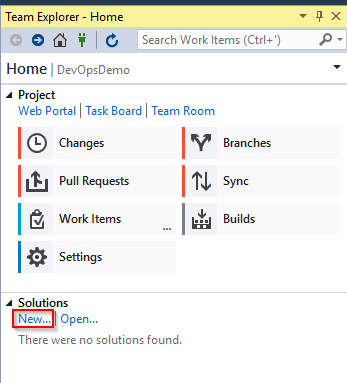 Team Explorer - Home
Search Work Items (Ctrl+')
Home | DevOpsDemo
Project
Web Portal | Task Board | Team Room
Changes
Branches
Pull Requests
Sync
Work Items
...
Builds
Settings
Solutions
New... | Open...
There were no solutions found.